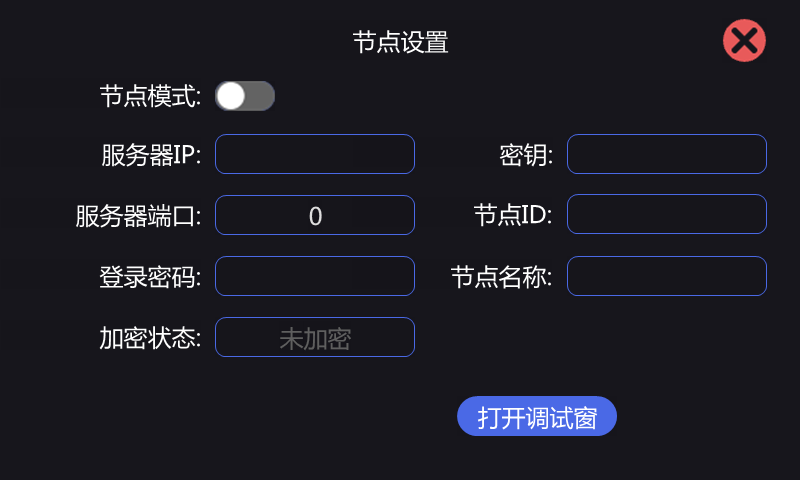 节点设置
节点模式:
服务器IP:
密钥:
服务器端口: 0
节点ID:
登录密码:
节点名称:
加密状态: 未加密
打开调试窗